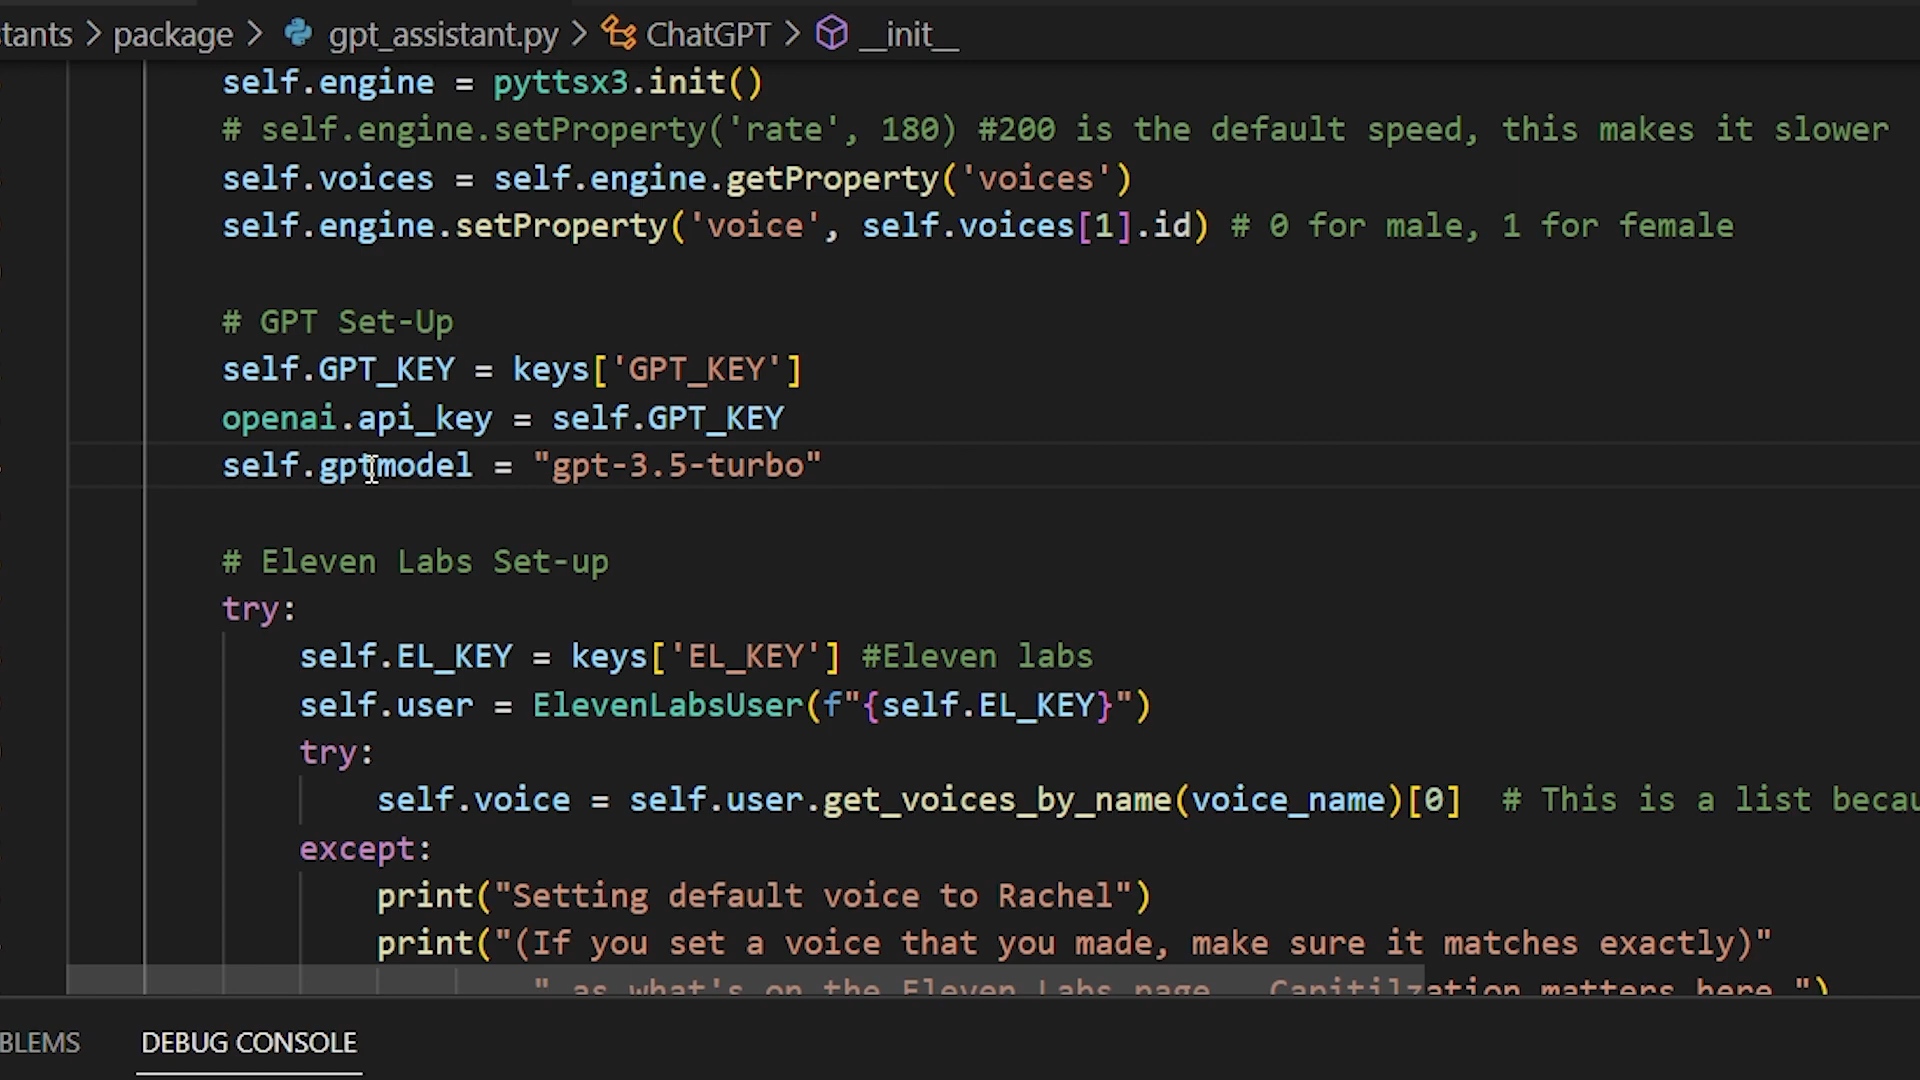 tants > package > gpt_assistant.py > ChatGPT > __init__
self.engine = pyttsx3.init()
# self.engine.setProperty('rate', 180) #200 is the default speed, this makes it slower
self.voices = self.engine.getProperty('voices')
self.engine.setProperty('voice', self.voices[1].id) # 0 for male, 1 for female
# GPT Set-Up
self.GPT_KEY = keys['GPT_KEY']
openai.api_key = self.GPT_KEY
self.gptmodel = "gpt-3.5-turbo"
# Eleven Labs Set-up
try:
self.EL_KEY = keys['EL_KEY'] #Eleven labs
self.user = ElevenLabsUser(f"{self.EL_KEY}")
try:
self.voice = self.user.get_voices_by_name(voice_name)[0]  # This is a list becau
except:
print("Setting default voice to Rachel")
print("(If you set a voice that you made, make sure it matches exactly)"
" as what's on the Eleven Labs page.  Capitilzation matters here.")
BLEMS
DEBUG CONSOLE